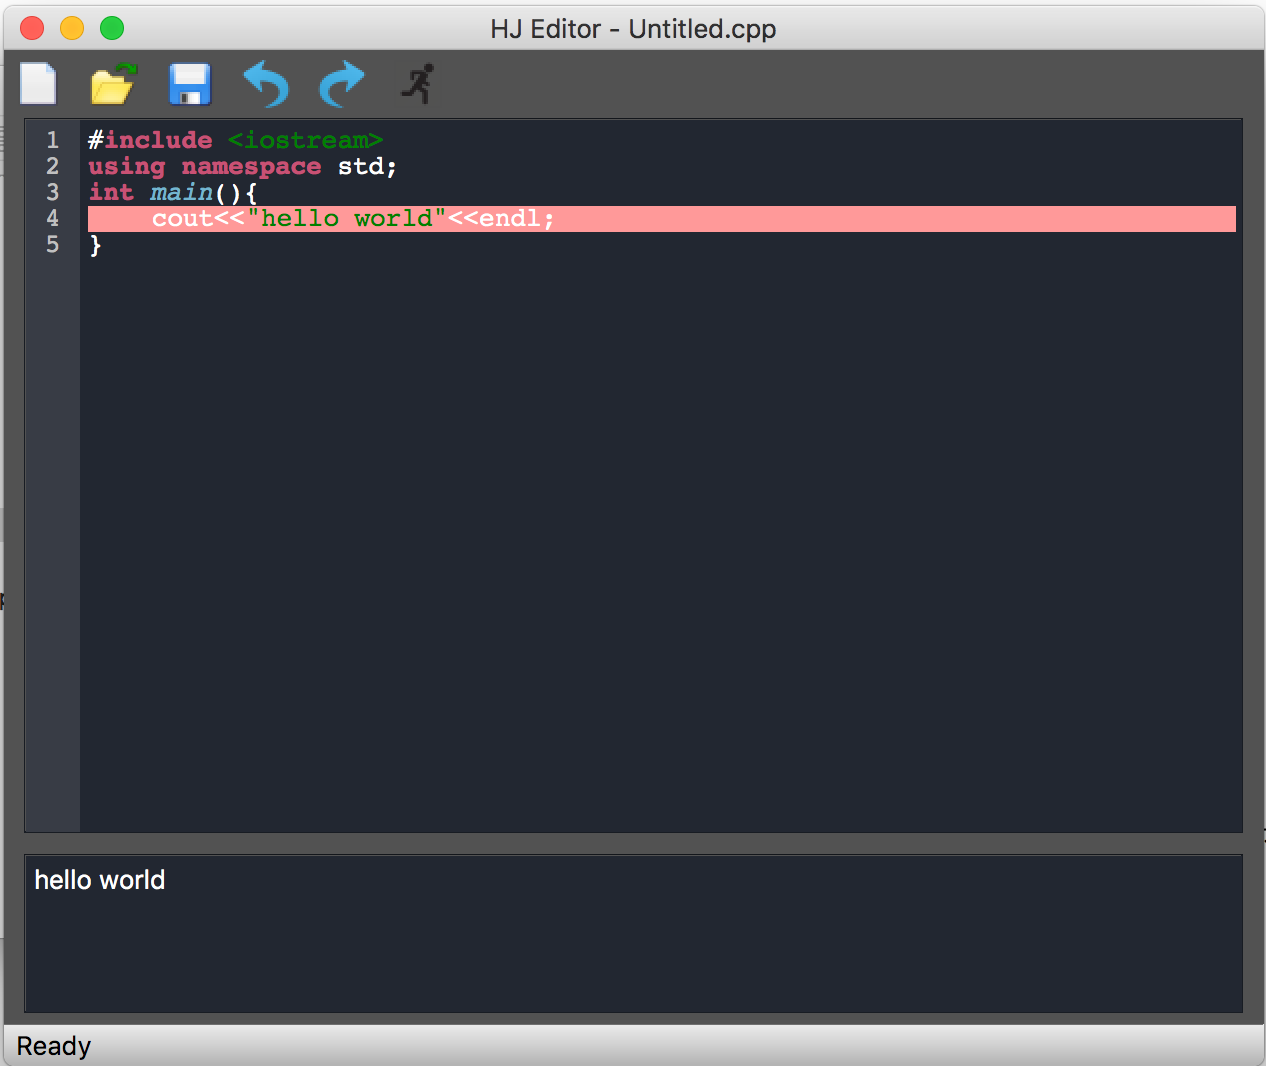 HJ Editor - Untitled.cpp
1 #include <iostream>
2 using namespace std;
3 int main(){
4     cout<<"hello world"<<endl;
5 }
hello world
Ready